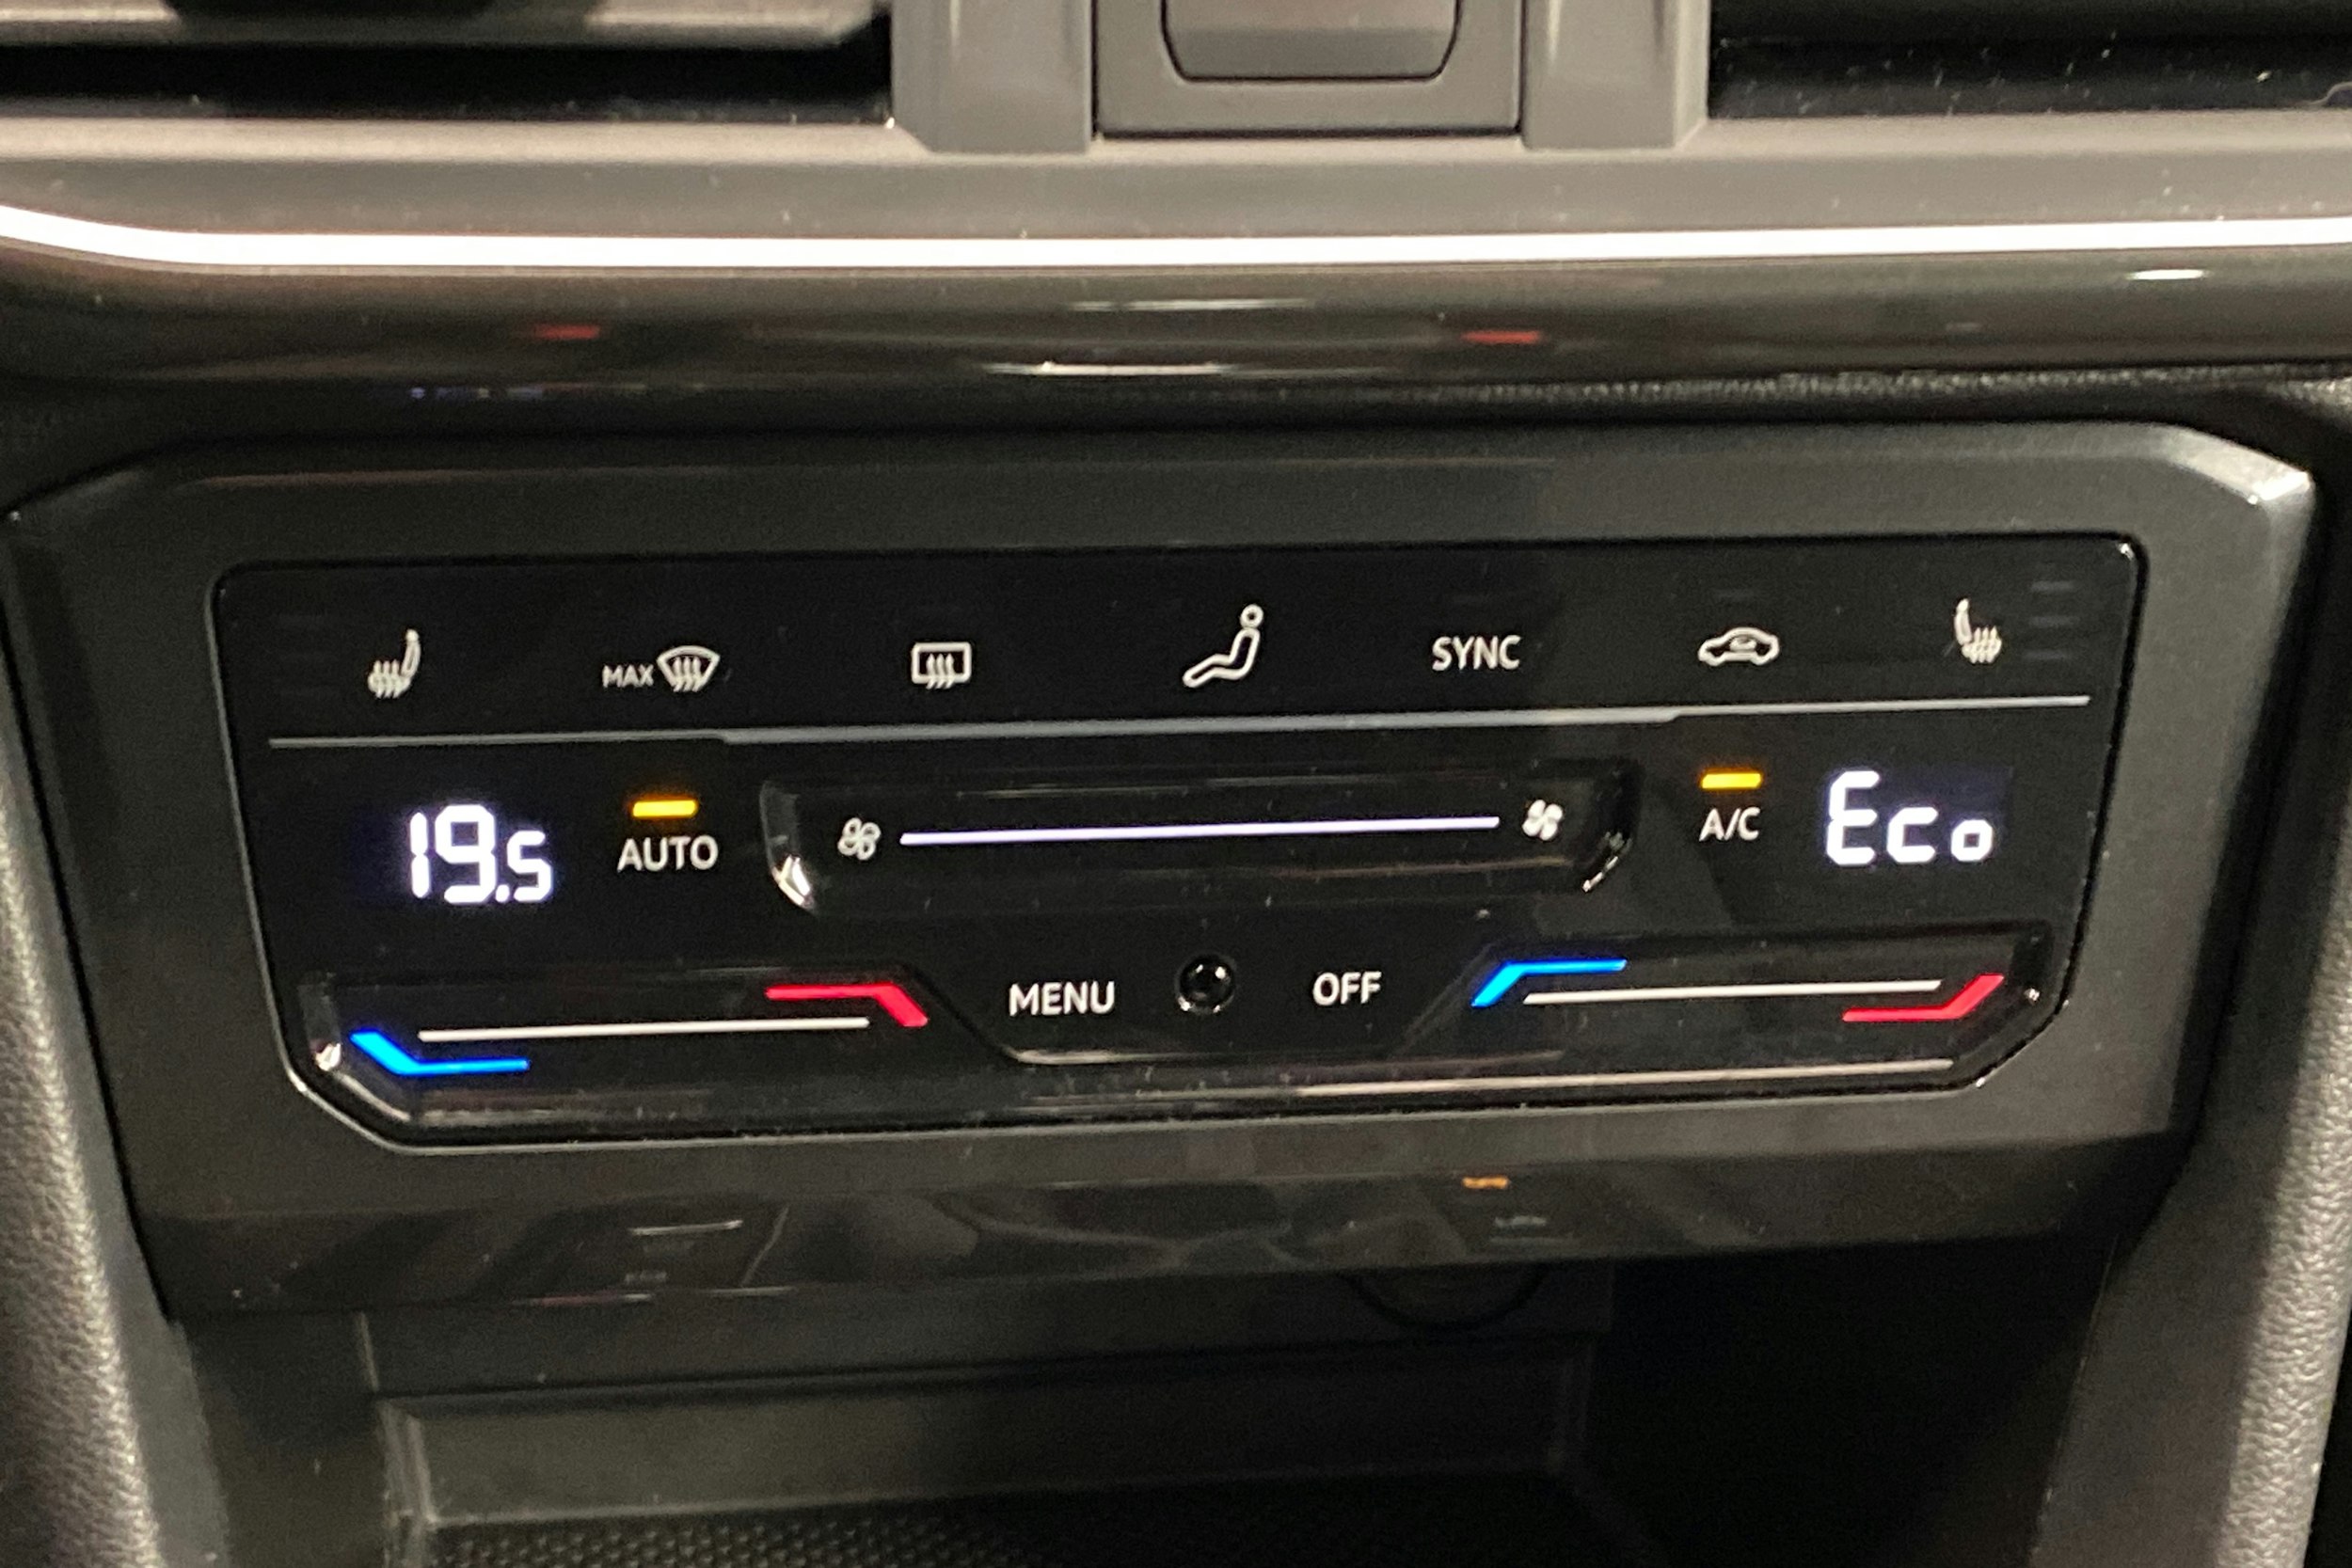 MAX
SYNC
19.5
AUTO
A/C
Eco
MENU
OFF